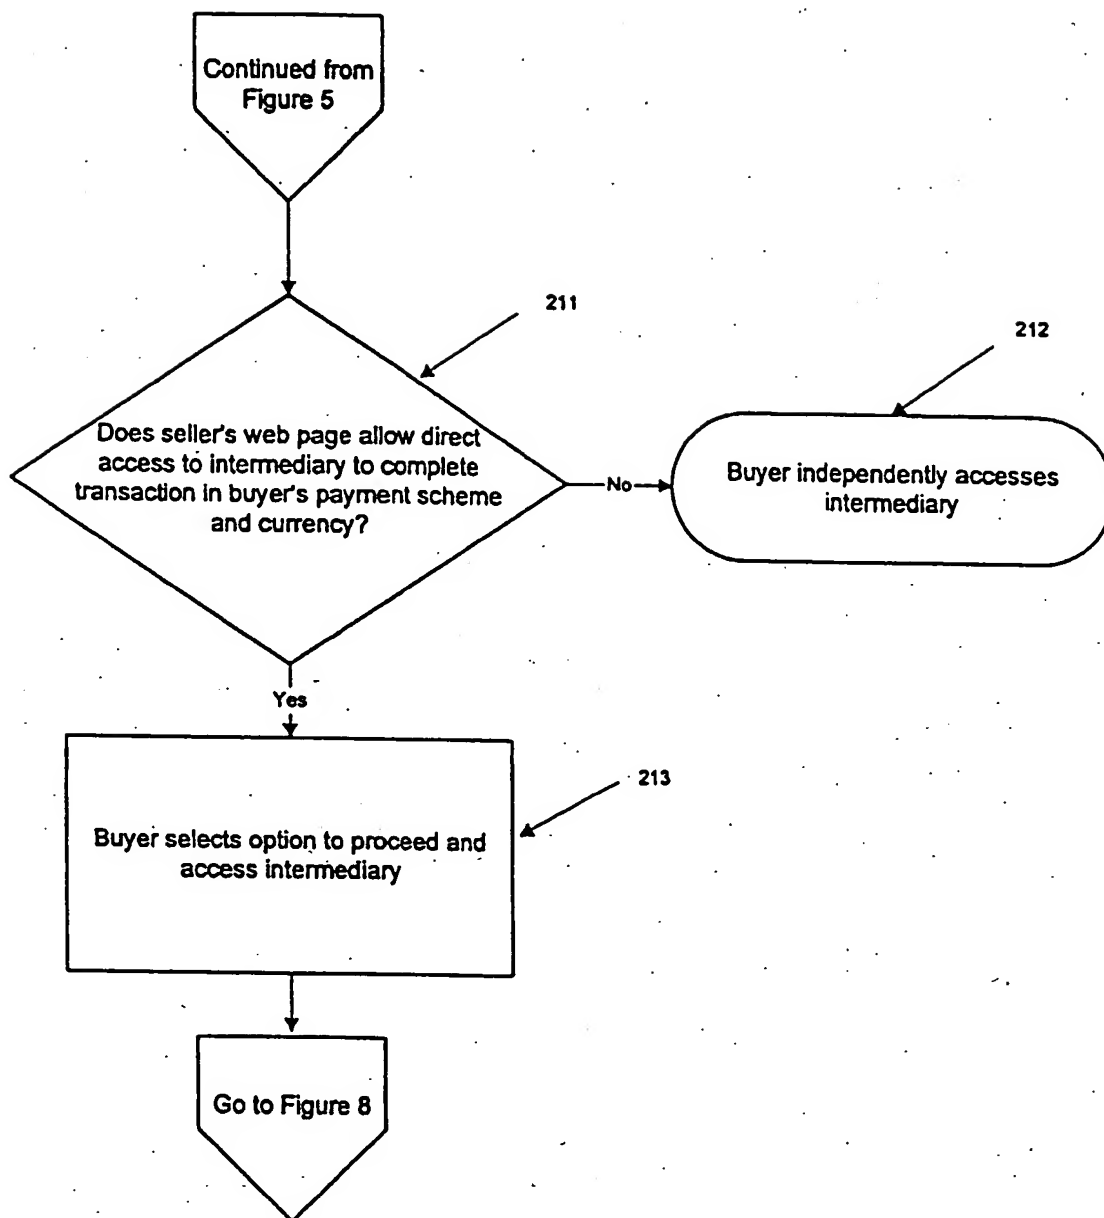 Continued from
Figure 5
211
212
Does seller's web page allow direct
access to intermediary to complete
transaction in buyer's payment scheme
and currency?
No
Buyer independently accesses
intermediary
Yes
213
Buyer selects option to proceed and
access intermediary
Go to Figure 8